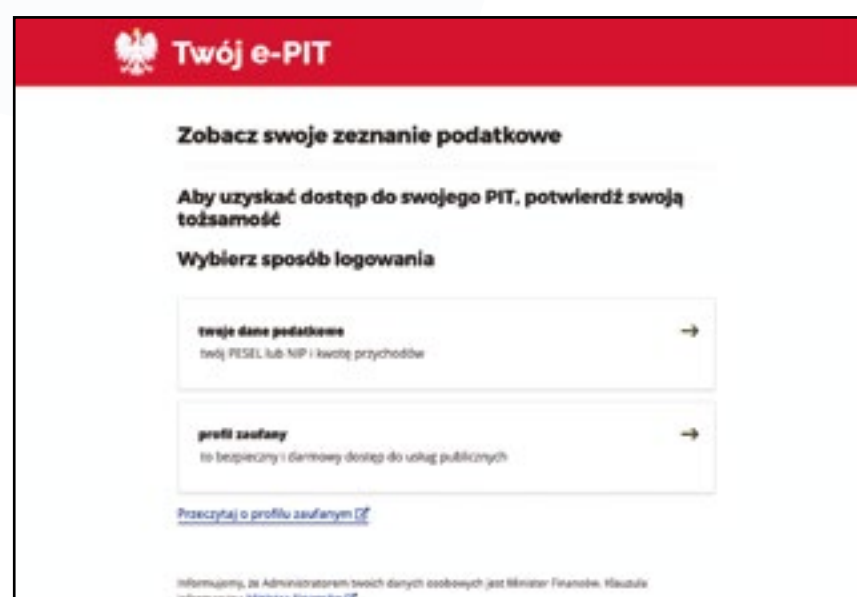 Twój e-PIT
Zobacz swoje zeznanie podatkowe
Aby uzyskać dostęp do swojego PIT, potwierdź swoją
tożsamość
Wybierz sposób logowania
twoje dane podatkowe
twój PESEL lub NIP i kwotę przychodów
profil zaufany
to bezpieczny i darmowy dostęp do usług publicznych
Przeczytaj o profilu zaufanym
Informujemy, że Administratorem twoich danych osobowych jest Minister Finansów. Klauzula